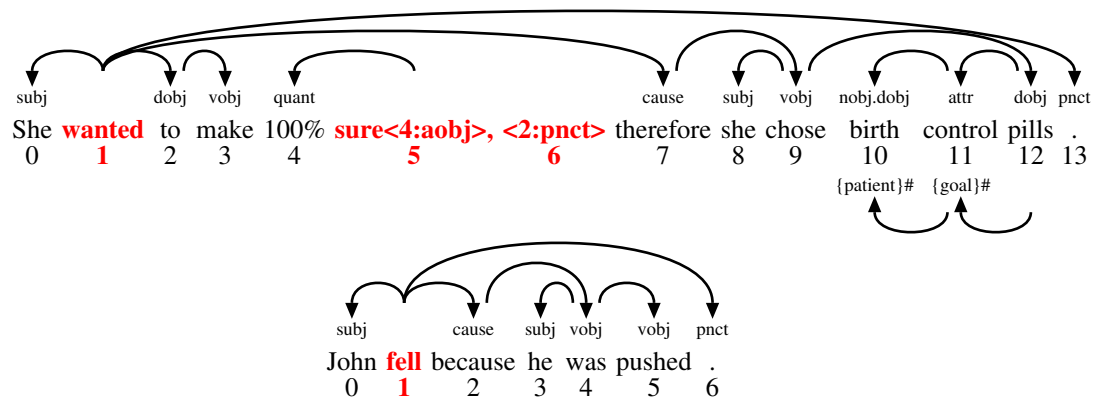 subj dobj vobj quant cause subj vobj nobj.dobj attr dobj pnct
She wanted to make 100% sure<4:aobj>, <2:pnct> therefore she chose birth control pills .
0 1 2 3 4 5 6 7 8 9 10 11 12 13
{patient}# {goal}#
subj cause subj vobj vobj pnct
John fell because he was pushed .
0 1 2 3 4 5 6